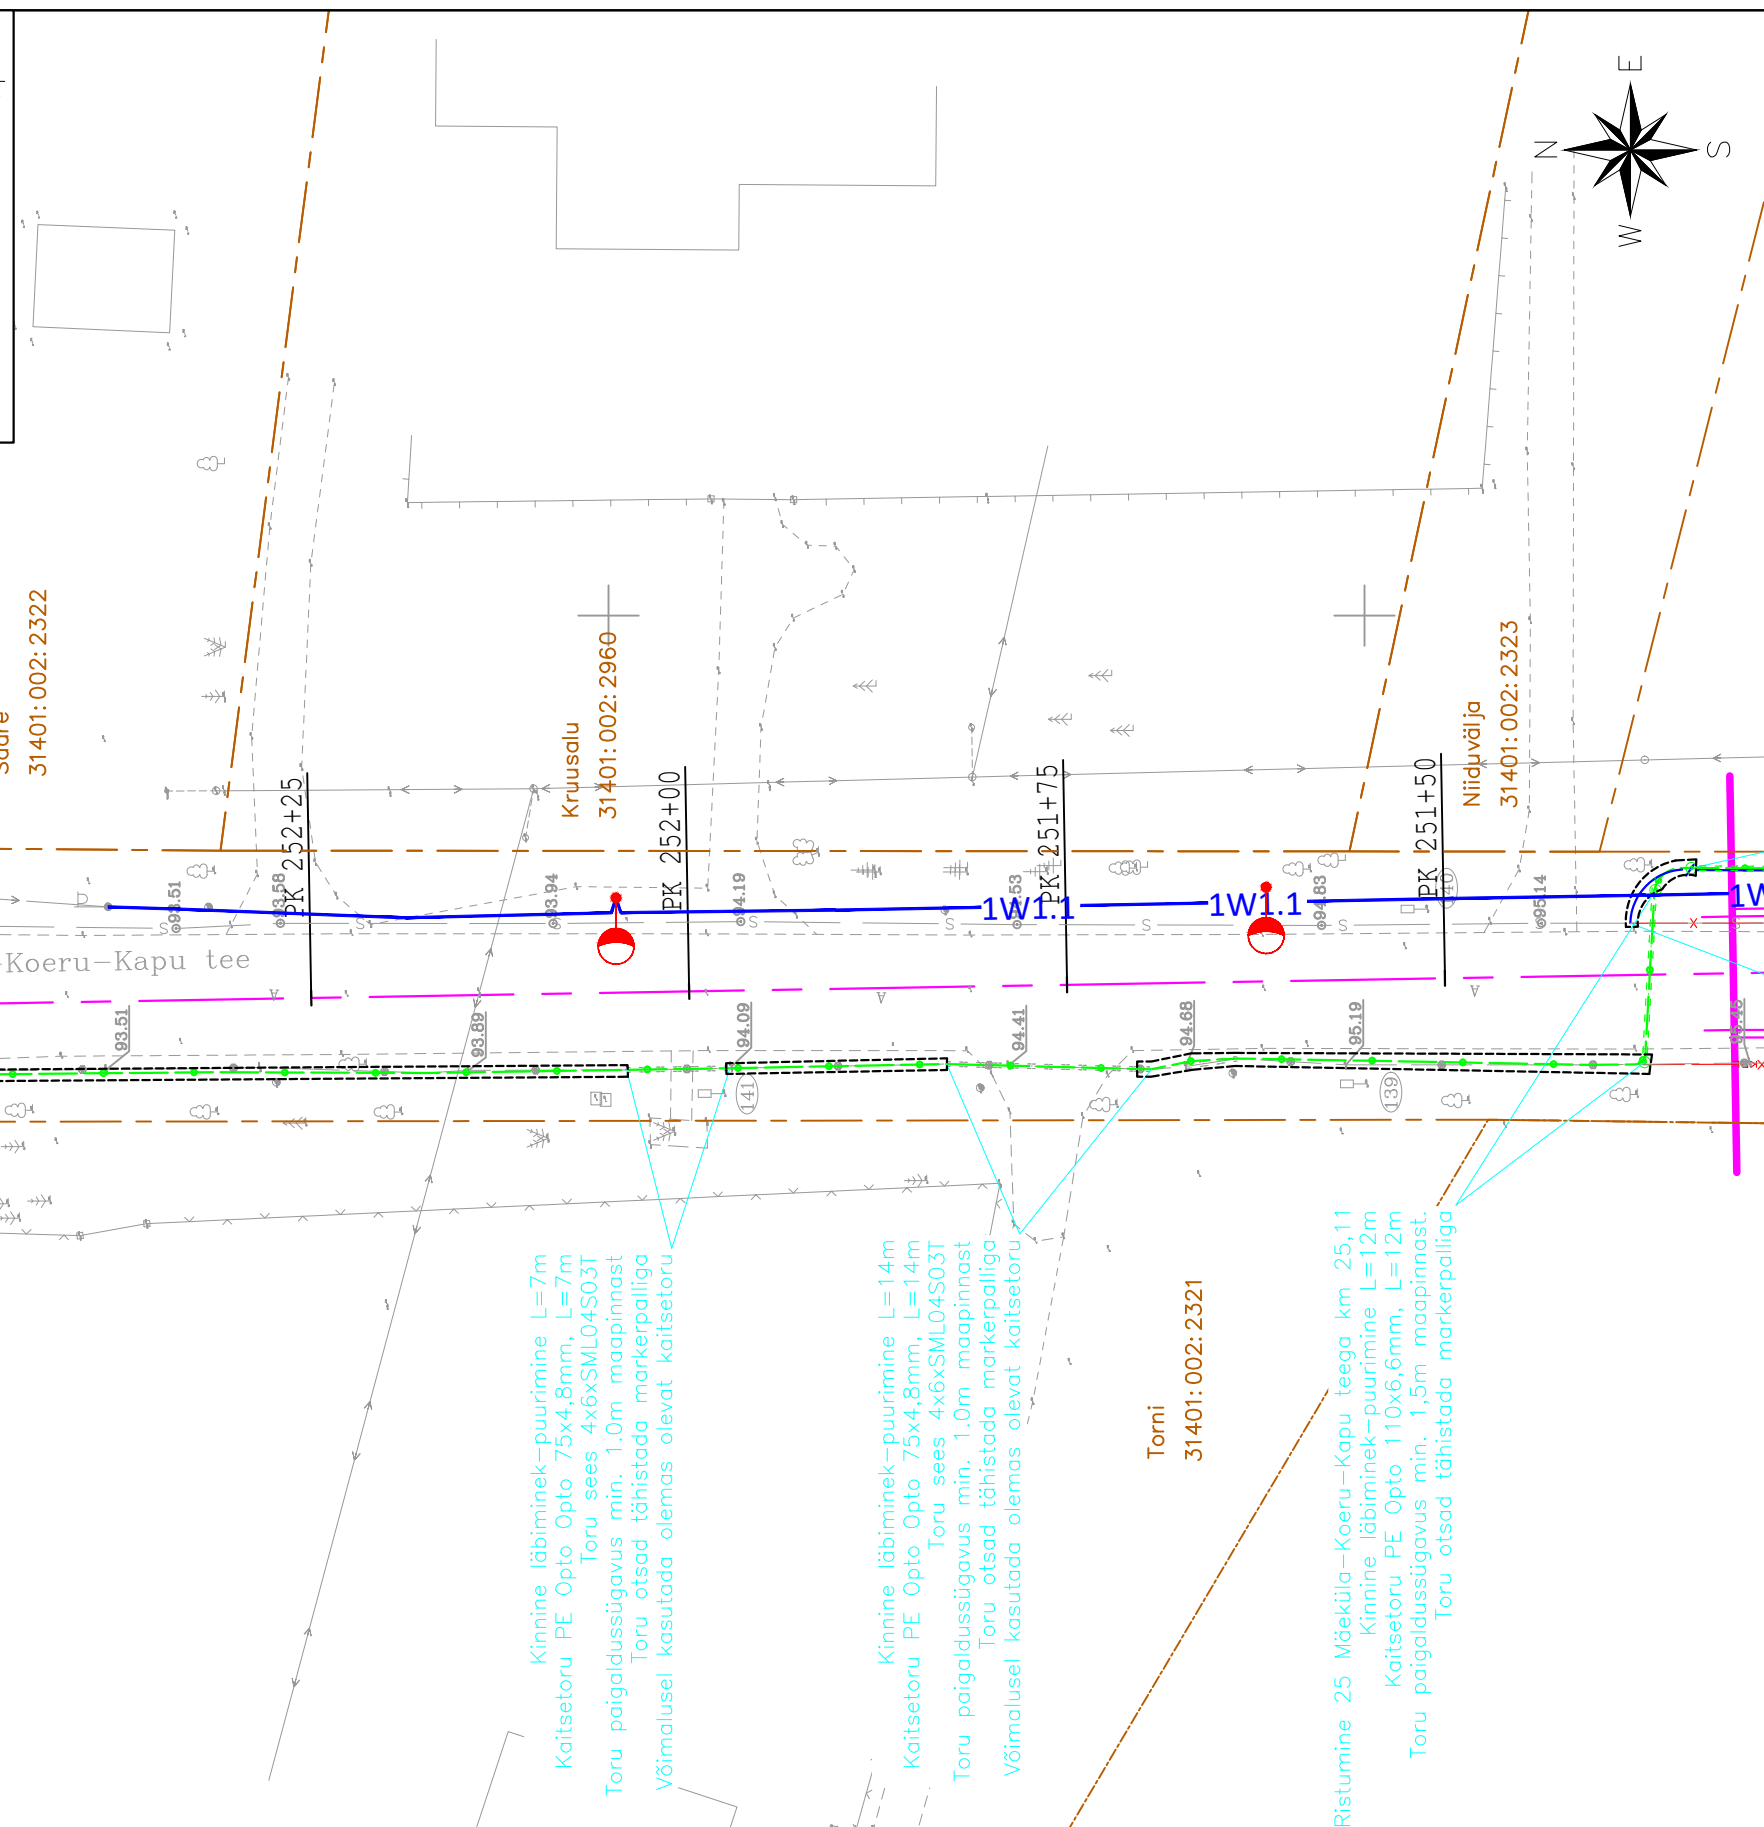 N
E
S
W
31401:002:2322
Kruusalu
31401:002:2960
Niiduvälja
31401:002:2323
PK 252+25
PK 252+00
PK 251+75
PK 251+50
93.51
93.58
93.94
94.19
94.83
95.14
1W1.1
1W1.1
-Koeru-Kapu tee
93.51
93.89
94.09
94.41
94.68
95.19
141
139
Kinnine läbiminek-puurimine L=7m
Kaitsetoru PE Opto 75x4,8mm, L=7m
Toru sees 4x6xSML04S03T
Toru paigaldussügavus min. 1.0m maapinnast
Toru otsad tähistada markerpalliga
Võimalusel kasutada olemas olevat kaitsetoru
Kinnine läbiminek-puurimine L=14m
Kaitsetoru PE Opto 75x4,8mm, L=14m
Toru sees 4x6xSML04S03T
Toru paigaldussügavus min. 1.0m maapinnast
Toru otsad tähistada markerpalliga
Võimalusel kasutada olemas olevat kaitsetoru
Torni
31401:002:2321
Ristumine 25 Mäeküla-Koeru-Kapu teega km 25,11
Kinnine läbiminek-puurimine L=12m
Kaitsetoru PE Opto 110x6,6mm, L=12m
Toru paigaldussügavus min. 1,5m maapinnast.
Toru otsad tähistada markerpalliga